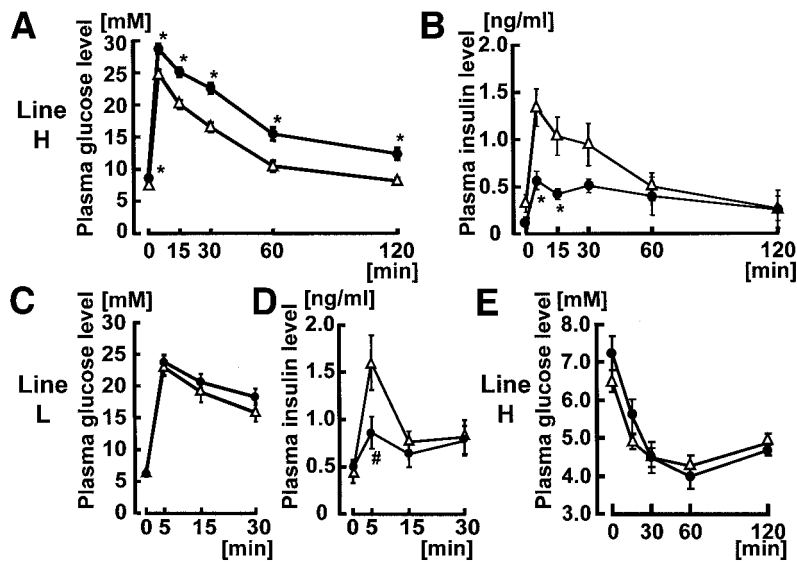 A
[mM]
Plasma glucose level
Line
H
30
25
20
15
10
5
0
*
*
*
*
*
*
0 15 30 60 120
[min]
B
[ng/ml]
Plasma insulin level
2.0
1.5
1.0
0.5
0
*
*
0 15 30 60 120
[min]
C
[mM]
Plasma glucose level
Line
L
30
25
20
15
10
5
0
0 5 15 30
[min]
D
[ng/ml]
Plasma insulin level
2.0
1.5
1.0
0.5
0
#
0 5 15 30
[min]
E
[mM]
Plasma glucose level
Line
H
8.0
7.0
6.0
5.0
4.0
3.0
0 30 60 120
[min]